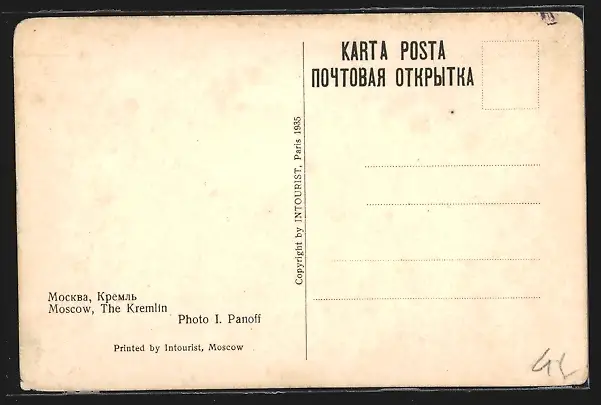 KARTA POSTA
ПОЧТОВАЯ ОТКРЫТКА
Copyright by INTOURIST, Paris 1935
Москва, Кремль
Moscow, The Kremlin
Photo I. Panoff
Printed by Intourist, Moscow